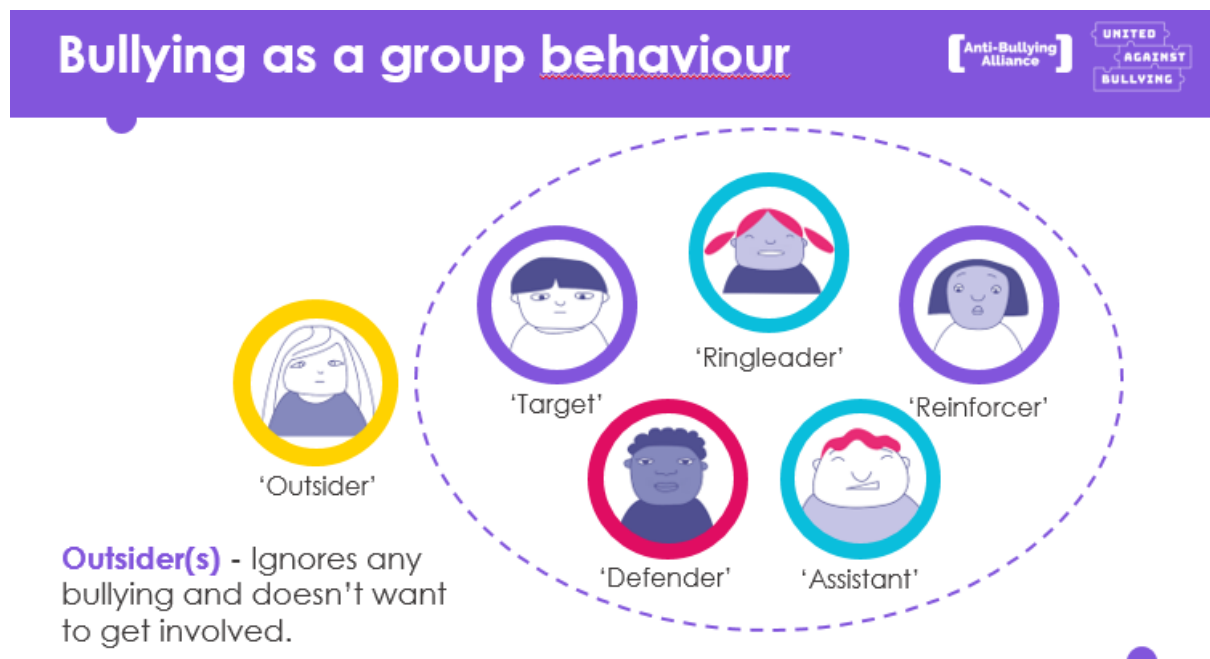 Bullying as a group behaviour
[Anti-Bullying
Alliance]
UNITED
AGAINST
BULLYING
‘Ringleader’
‘Target’
‘Reinforcer’
‘Outsider’
‘Defender’
‘Assistant’
Outsider(s) - Ignores any
bullying and doesn’t want
to get involved.